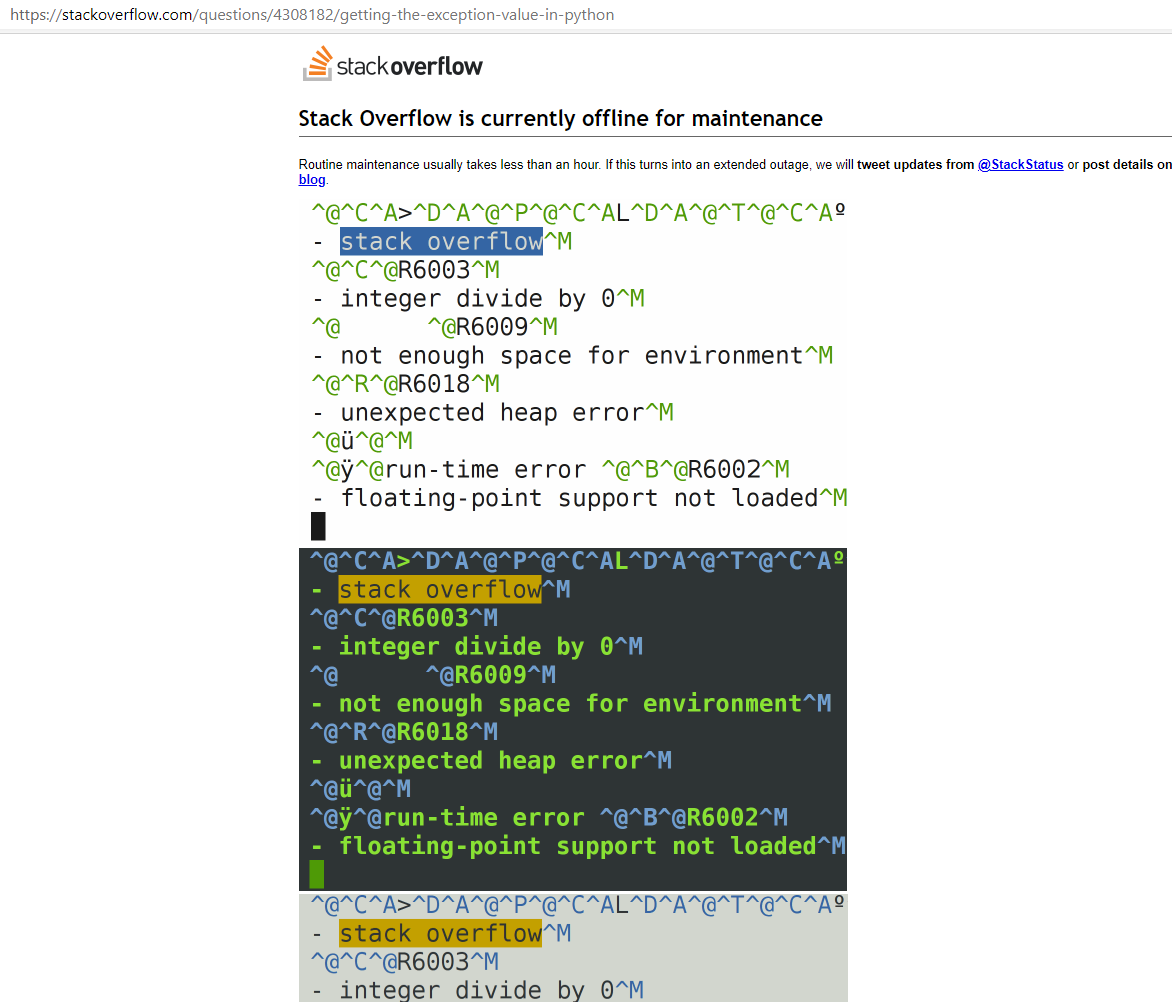 https://stackoverflow.com/questions/4308182/getting-the-exception-value-in-python
stackoverflow
Stack Overflow is currently offline for maintenance
Routine maintenance usually takes less than an hour. If this turns into an extended outage, we will tweet updates from @StackStatus or post details on
blog.
^@^C^A>^D^A^@^P^@^C^AL^D^A^@^T^@^C^Aº
- stack overflow^M
^@^C^@R6003^M
- integer divide by 0^M
^@      ^@R6009^M
- not enough space for environment^M
^@^R^@R6018^M
- unexpected heap error^M
^@ü^@^M
^@ÿ^@run-time error ^@^B^@R6002^M
- floating-point support not loaded^M
^@^C^A>^D^A^@^P^@^C^AL^D^A^@^T^@^C^Aº
- stack overflow^M
^@^C^@R6003^M
- integer divide by 0^M
^@      ^@R6009^M
- not enough space for environment^M
^@^R^@R6018^M
- unexpected heap error^M
^@ü^@^M
^@ÿ^@run-time error ^@^B^@R6002^M
- floating-point support not loaded^M
^@^C^A>^D^A^@^P^@^C^AL^D^A^@^T^@^C^Aº
- stack overflow^M
^@^C^@R6003^M
- integer divide by 0^M